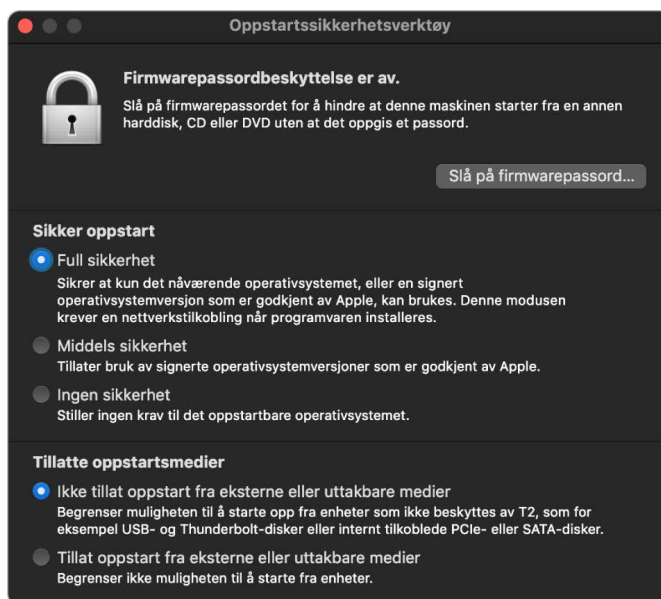 Oppstartssikkerhetsverktøy
Firmwarepassordbeskyttelse er av.
Slå på firmwarepassordet for å hindre at denne maskinen starter fra en annen
harddisk, CD eller DVD uten at det oppgis et passord.
Slå på firmwarepassord...
Sikker oppstart
Full sikkerhet
Sikrer at kun det nåværende operativsystemet, eller en signert
operativsystemversjon som er godkjent av Apple, kan brukes. Denne modusen
krever en nettverkstilkobling når programvaren installeres.
Middels sikkerhet
Tillater bruk av signerte operativsystemversjoner som er godkjent av Apple.
Ingen sikkerhet
Stiller ingen krav til det oppstartbare operativsystemet.
Tillatte oppstartsmedier
Ikke tillat oppstart fra eksterne eller uttakbare medier
Begrenser muligheten til å starte opp fra enheter som ikke beskyttes av T2, som for
eksempel USB- og Thunderbolt-disker eller internt tilkoblede PCIe- eller SATA-disker.
Tillat oppstart fra eksterne eller uttakbare medier
Begrenser ikke muligheten til å starte fra enheter.